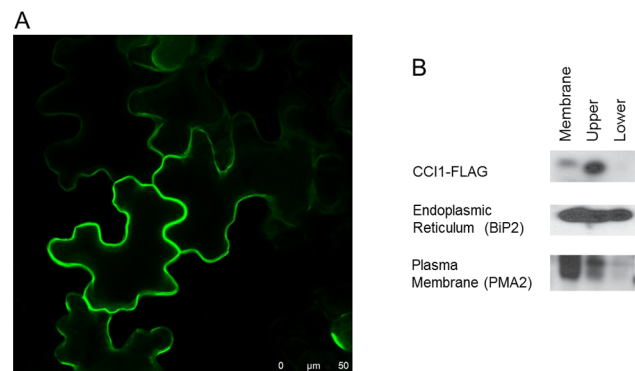 A
B
Membrane
Upper
Lower
CCI1-FLAG
Endoplasmic
Reticulum (BiP2)
Plasma
Membrane (PMA2)
0 µm 50